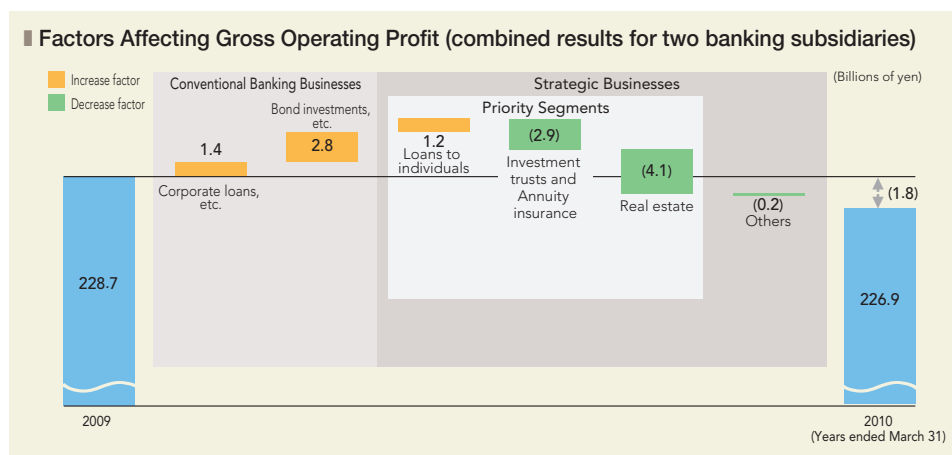 Factors Affecting Gross Operating Profit (combined results for two banking subsidiaries)
Increase factor
Decrease factor
Conventional Banking Businesses
Strategic Businesses
(Billions of yen)
Priority Segments
1.4
Corporate loans,
etc.
Bond investments,
etc.
2.8
1.2
Loans to
individuals
(2.9)
Investment
trusts and
Annuity
insurance
(4.1)
Real estate
(0.2)
Others
(1.8)
228.7
226.9
2009
2010
(Years ended March 31)